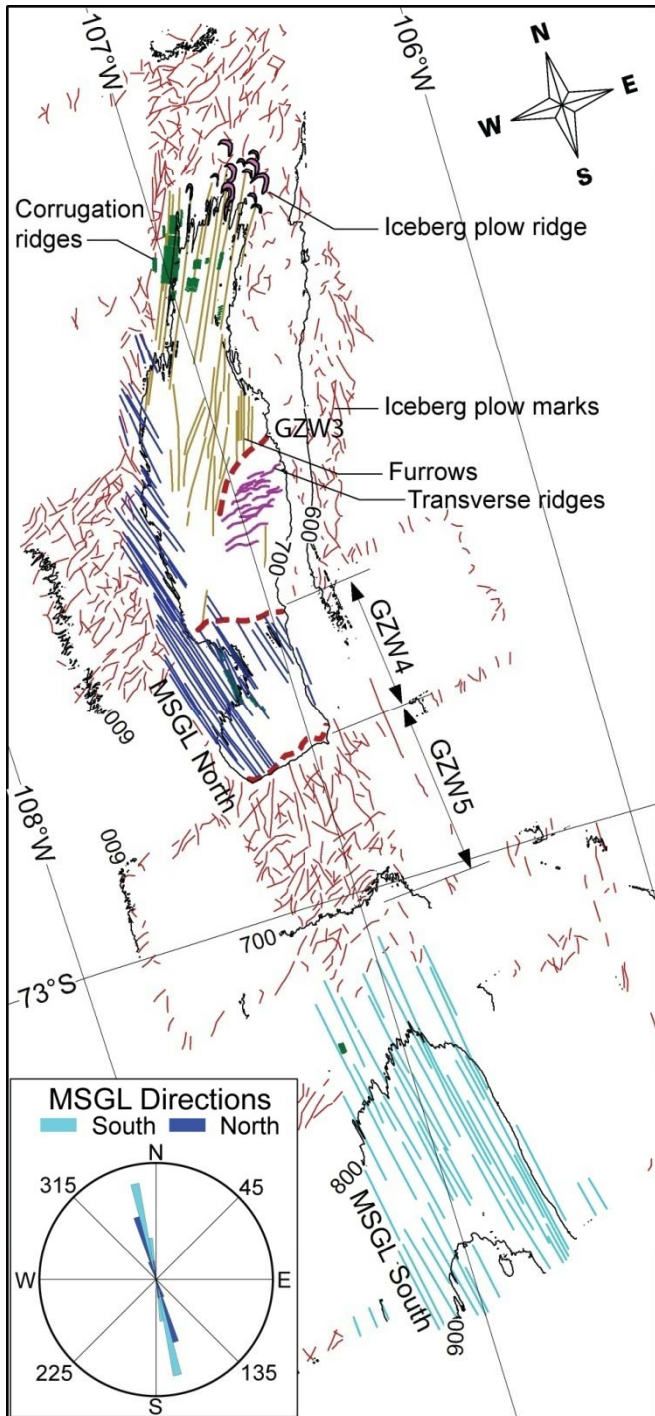 107°W
106°W
N
E
W
S
Corrugation
ridges
Iceberg plow ridge
Iceberg plow marks
GZW3
Furrows
Transverse ridges
600
700
GZW4
GZW5
MSGL North
600
108°W
600
700
73°S
800
MSGL South
900
MSGL Directions
South North
N
315 45
W E
225 135
S